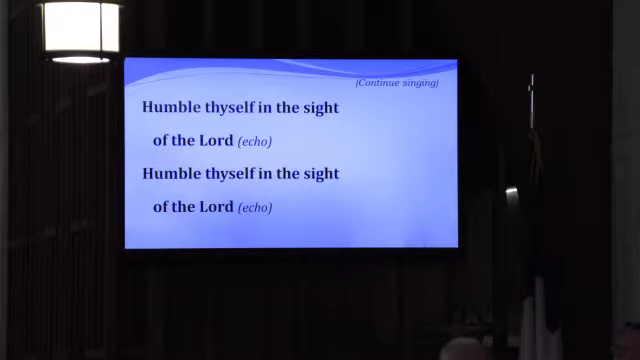 (Continue singing)
Humble thyself in the sight
of the Lord (echo)
Humble thyself in the sight
of the Lord (echo)